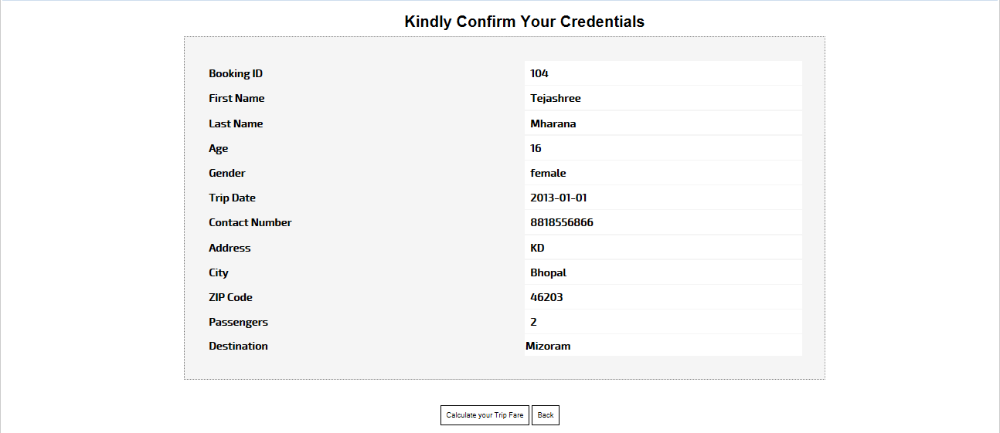 Kindly Confirm Your Credentials
Booking ID 104
First Name Tejashree
Last Name Mharana
Age 16
Gender female
Trip Date 2013-01-01
Contact Number 8818556866
Address KD
City Bhopal
ZIP Code 46203
Passengers 2
Destination Mizoram
Calculate your Trip Fare Back